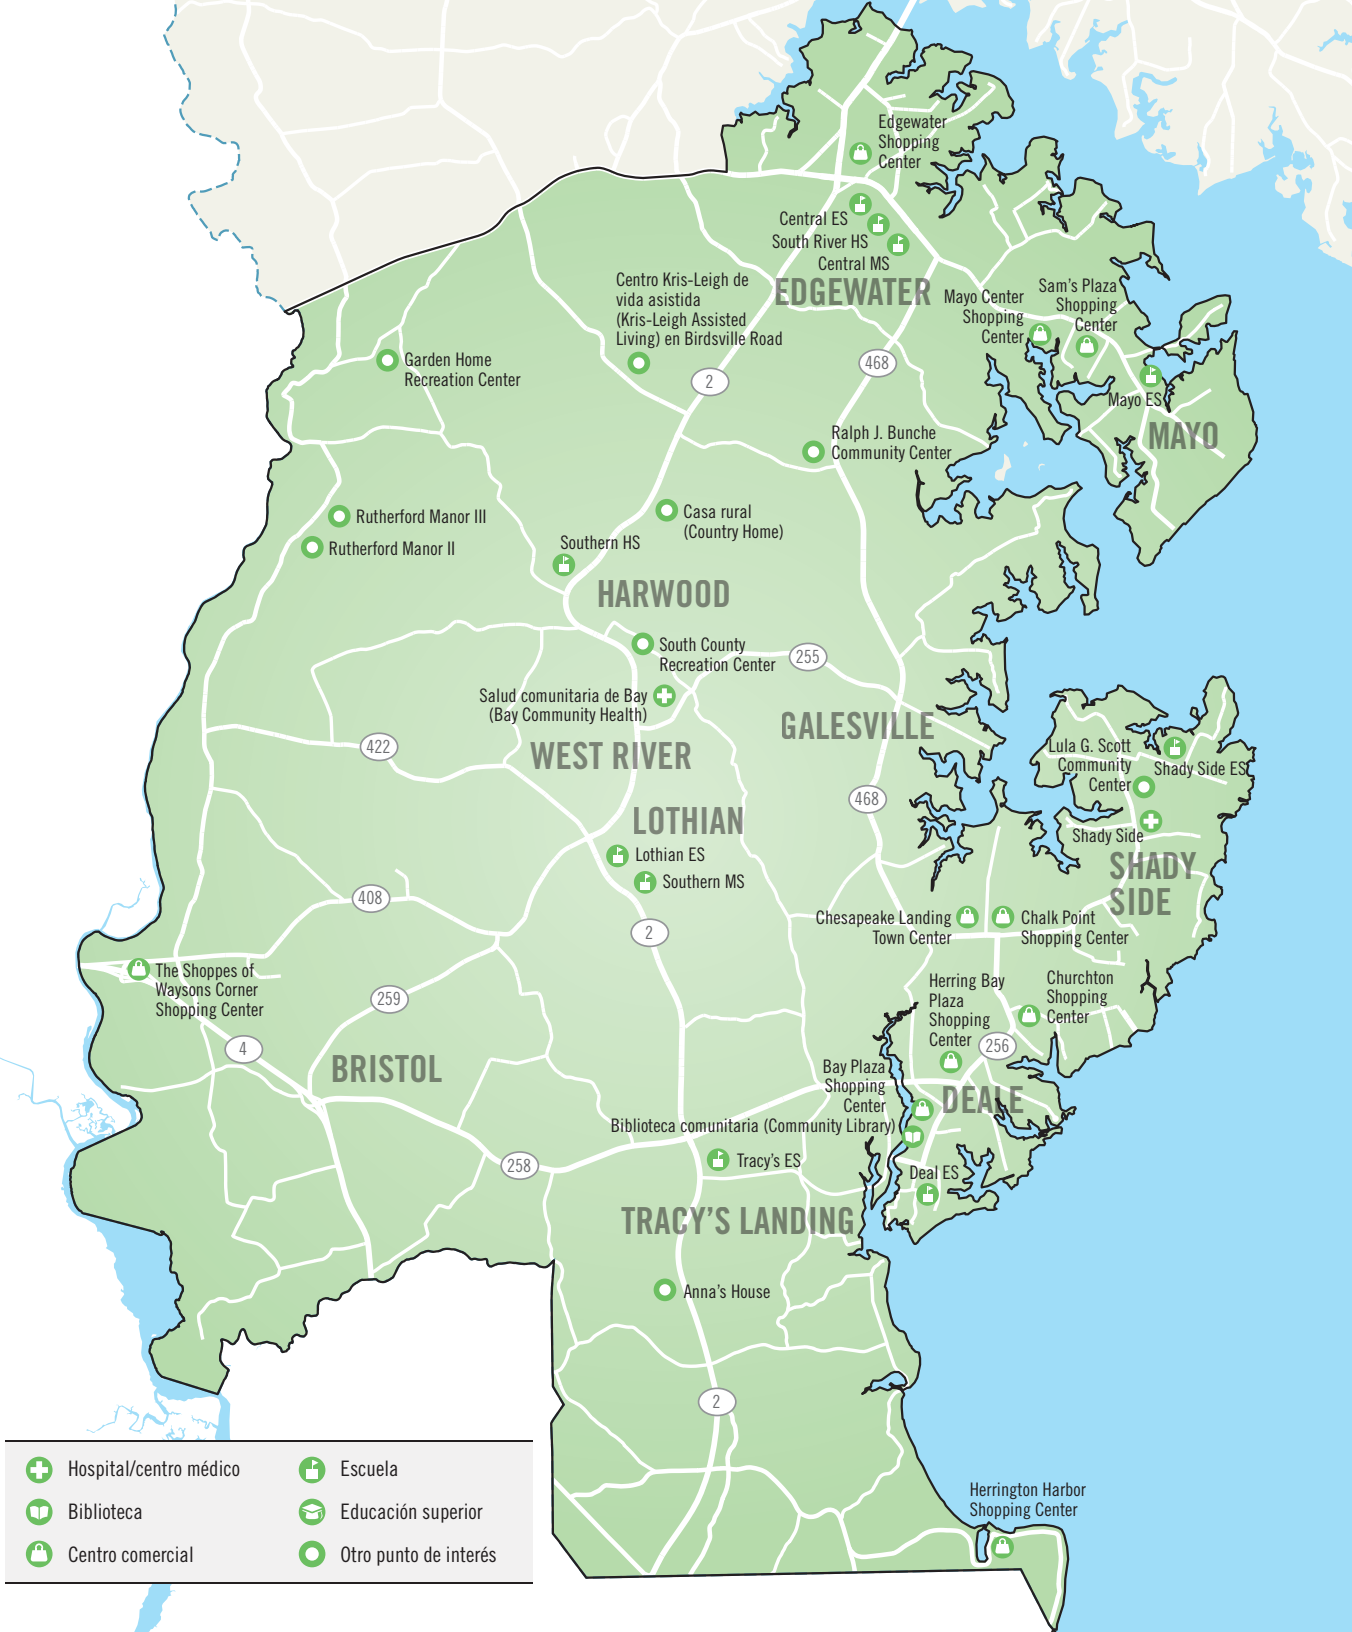 Edgewater
Shopping
Center
Central ES
South River HS
Central MS
EDGEWATER
Centro Kris-Leigh de
vida asistida
(Kris-Leigh Assisted
Living) en Birdsville Road
Mayo Center
Shopping
Center
Sam's Plaza
Shopping
Center
Garden Home
Recreation Center
2
468
Mayo ES
MAYO
Ralph J. Bunche
Community Center
Rutherford Manor III
Rutherford Manor II
Casa rural
(Country Home)
Southern HS
HARWOOD
South County
Recreation Center
255
Salud comunitaria de Bay
(Bay Community Health)
GALESVILLE
422
WEST RIVER
Lula G. Scott
Community
Center
Shady Side ES
468
LOTHIAN
Shady Side
SHADY
SIDE
Lothian ES
Southern MS
408
2
Chesapeake Landing
Town Center
Chalk Point
Shopping Center
The Shoppes of
Waysons Corner
Shopping Center
259
Herring Bay
Plaza
Shopping
Center
Churchton
Shopping
Center
4
256
BRISTOL
Bay Plaza
Shopping
Center
DEALE
Biblioteca comunitaria (Community Library)
258
Tracy's ES
Deal ES
TRACY'S LANDING
Anna's House
2
Herrington Harbor
Shopping Center
Hospital/centro médico
Biblioteca
Centro comercial
Escuela
Educación superior
Otro punto de interés